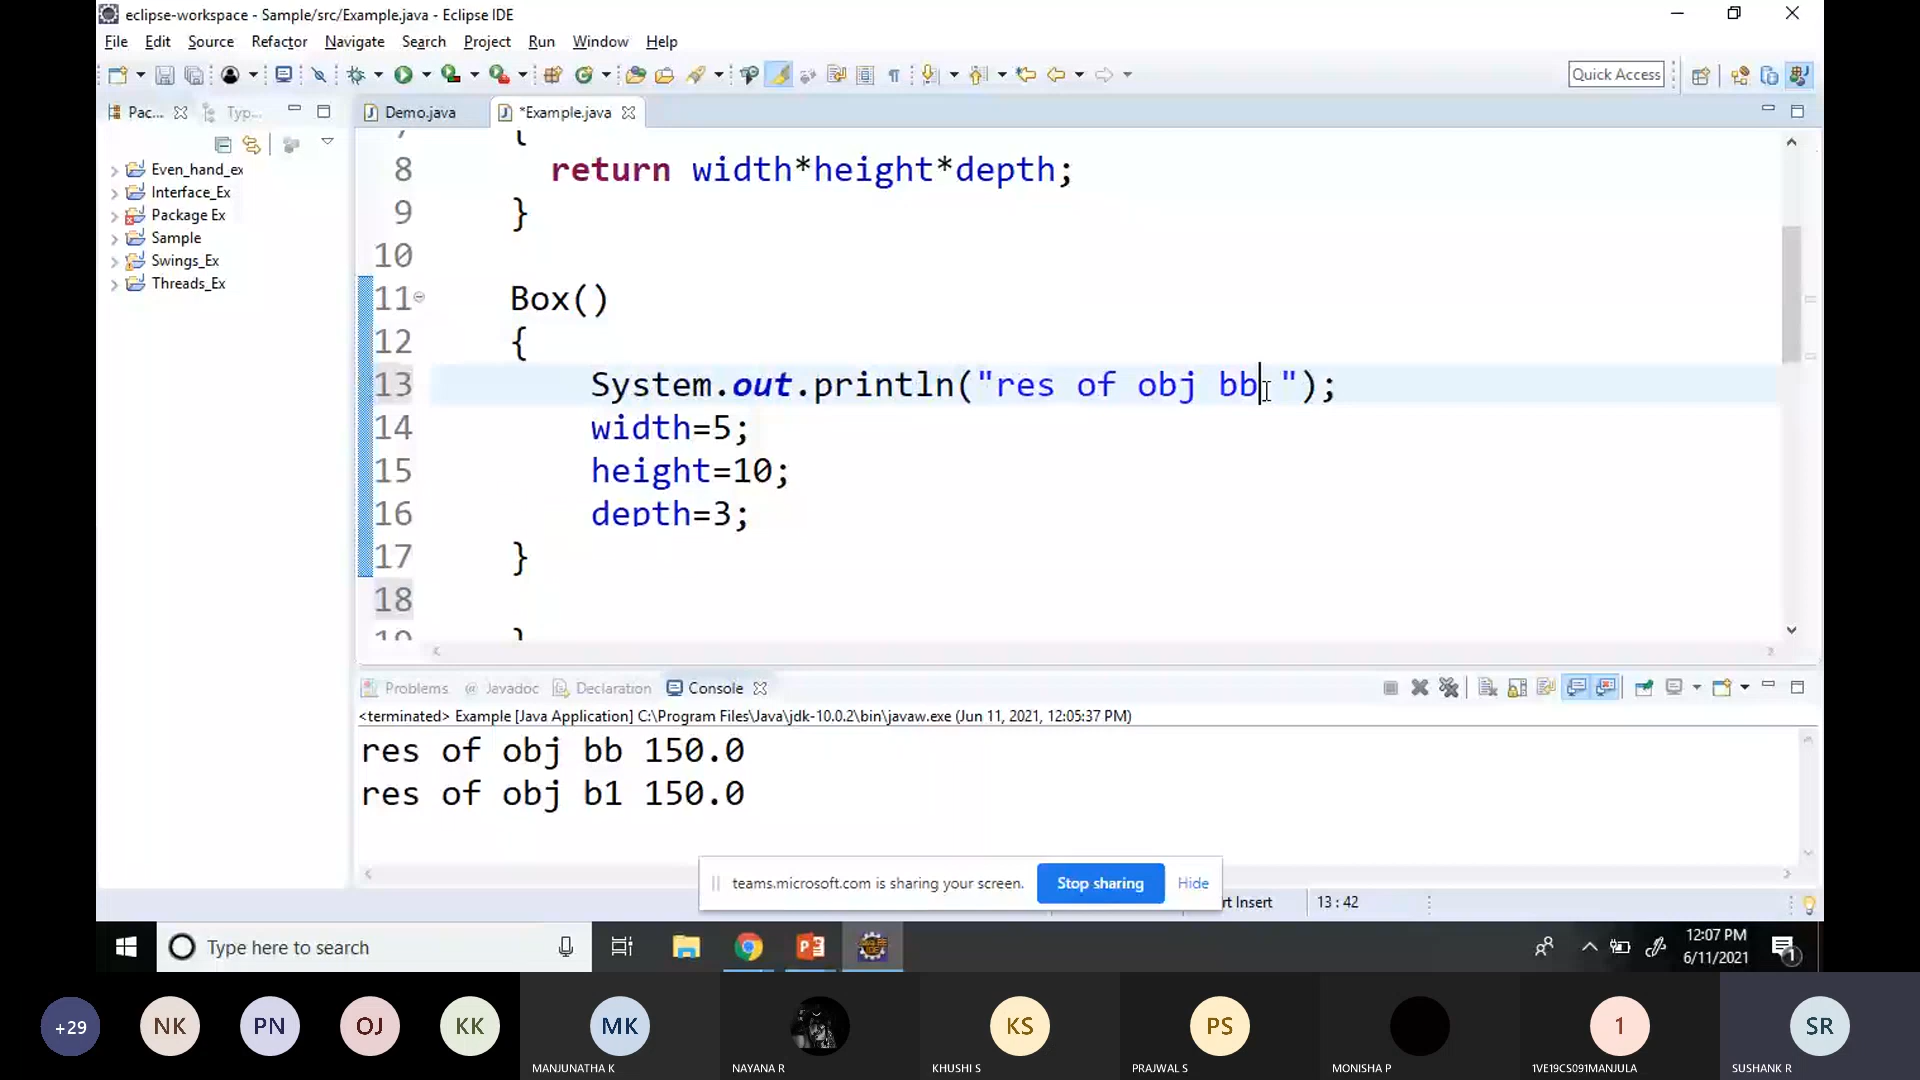 eclipse-workspace - Sample/src/Example.java - Eclipse IDE
File Edit Source Refactor Navigate Search Project Run Window Help
Quick Access
Pac... Typ...
Demo.java *Example.java
Even_hand_ex
Interface_Ex
Package Ex
Sample
Swings_Ex
Threads_Ex
7 {
8 return width*height*depth;
9 }
10
11 Box()
12 {
13 System.out.println("res of obj bb ");
14 width=5;
15 height=10;
16 depth=3;
17 }
18
19 }
Problems @ Javadoc Declaration Console
<terminated> Example [Java Application] C:\Program Files\Java\jdk-10.0.2\bin\javaw.exe (Jun 11, 2021, 12:05:37 PM)
res of obj bb 150.0
res of obj b1 150.0
teams.microsoft.com is sharing your screen. Stop sharing Hide
rt Insert 13 : 42
Type here to search
12:07 PM
6/11/2021
1
+29 NK PN OJ KK MK KS PS 1 SR
MANJUNATHA K NAYANA R KHUSHI S PRAJWAL S MONISHA P 1VE19CS091MANJULA SUSHANK R